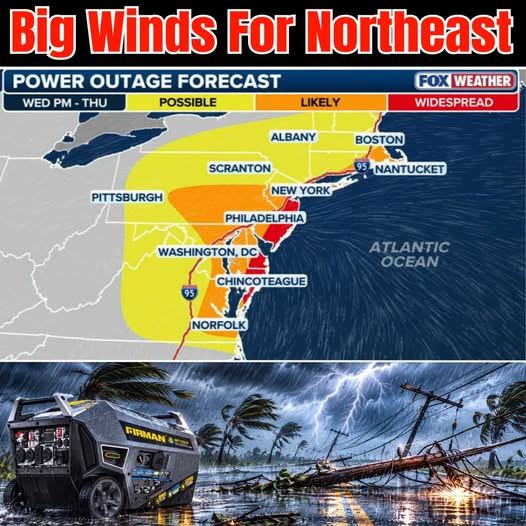 Big Winds For Northeast
POWER OUTAGE FORECAST
FOX WEATHER
WED PM - THU
POSSIBLE
LIKELY
WIDESPREAD
ALBANY
BOSTON
95
NANTUCKET
SCRANTON
PITTSBURGH
NEW YORK
PHILADELPHIA
WASHINGTON, DC
ATLANTIC
OCEAN
CHINCOTEAGUE
95
NORFOLK
FIRMAN